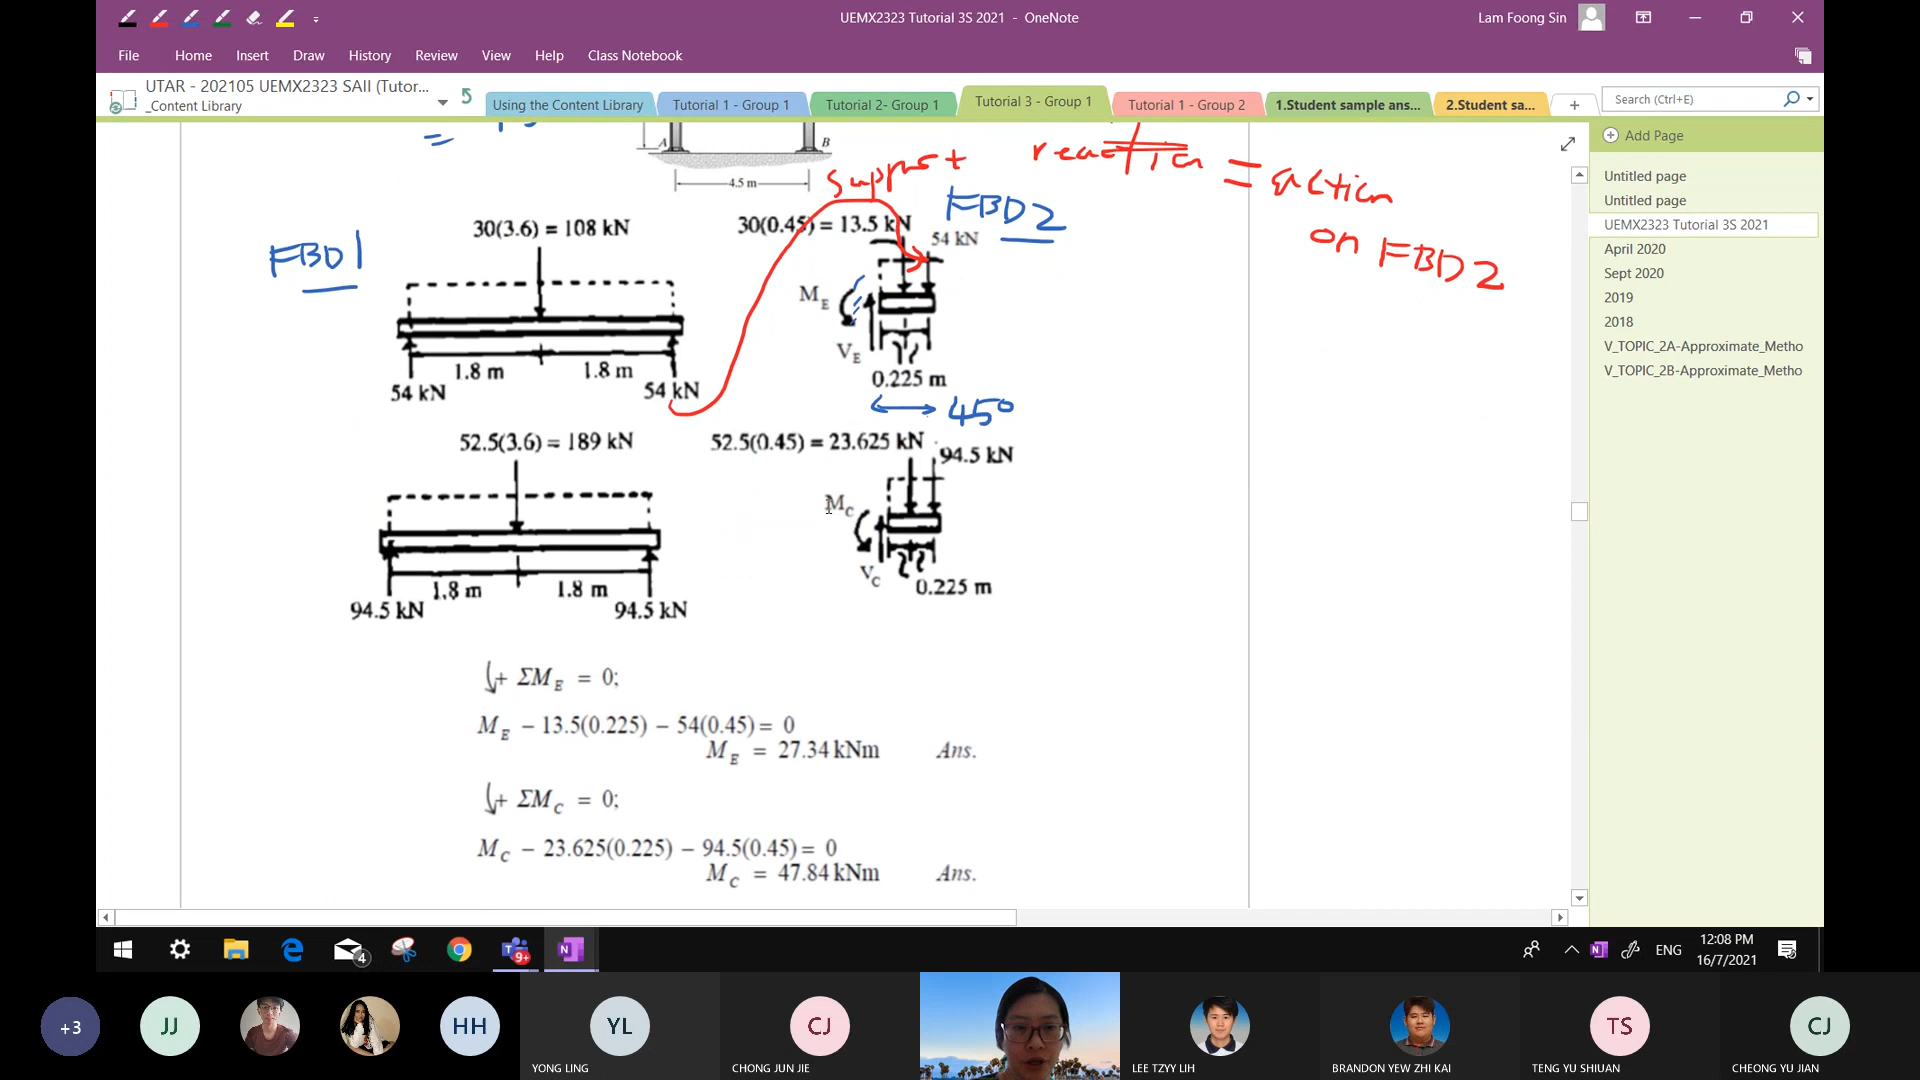 UEMX2323 Tutorial 3S 2021 - OneNote
Lam Foong Sin
File Home Insert Draw History Review View Help Class Notebook
UTAR - 202105 UEMX2323 SAII (Tutor...
_Content Library
Using the Content Library
Tutorial 1 - Group 1
Tutorial 2- Group 1
Tutorial 3 - Group 1
Tutorial 1 - Group 2
1.Student sample ans...
2.Student sa...
+
Search (Ctrl+E)
Add Page
Untitled page
Untitled page
UEMX2323 Tutorial 3S 2021
April 2020
Sept 2020
2019
2018
V_TOPIC_2A-Approximate_Metho
V_TOPIC_2B-Approximate_Metho
A B
4.5 m
support reaction = action
on FBD2
FBD1
FBD2
30(3.6) = 108 kN
30(0.45) = 13.5 kN
54 kN
M_E
V_E
1.8 m 1.8 m
54 kN 54 kN
0.225 m
450
52.5(3.6) = 189 kN
52.5(0.45) = 23.625 kN
94.5 kN
M_C
V_C
1.8 m 1.8 m
94.5 kN 94.5 kN
0.225 m
+ ΣM_E = 0;
M_E − 13.5(0.225) − 54(0.45) = 0
M_E = 27.34 kNm Ans.
+ ΣM_C = 0;
M_C − 23.625(0.225) − 94.5(0.45) = 0
M_C = 47.84 kNm Ans.
4
9+
ENG
12:08 PM
16/7/2021
+3
JJ
HH
YL
YONG LING
CJ
CHONG JUN JIE
LEE TZYY LIH
BRANDON YEW ZHI KAI
TS
TENG YU SHIUAN
CJ
CHEONG YU JIAN